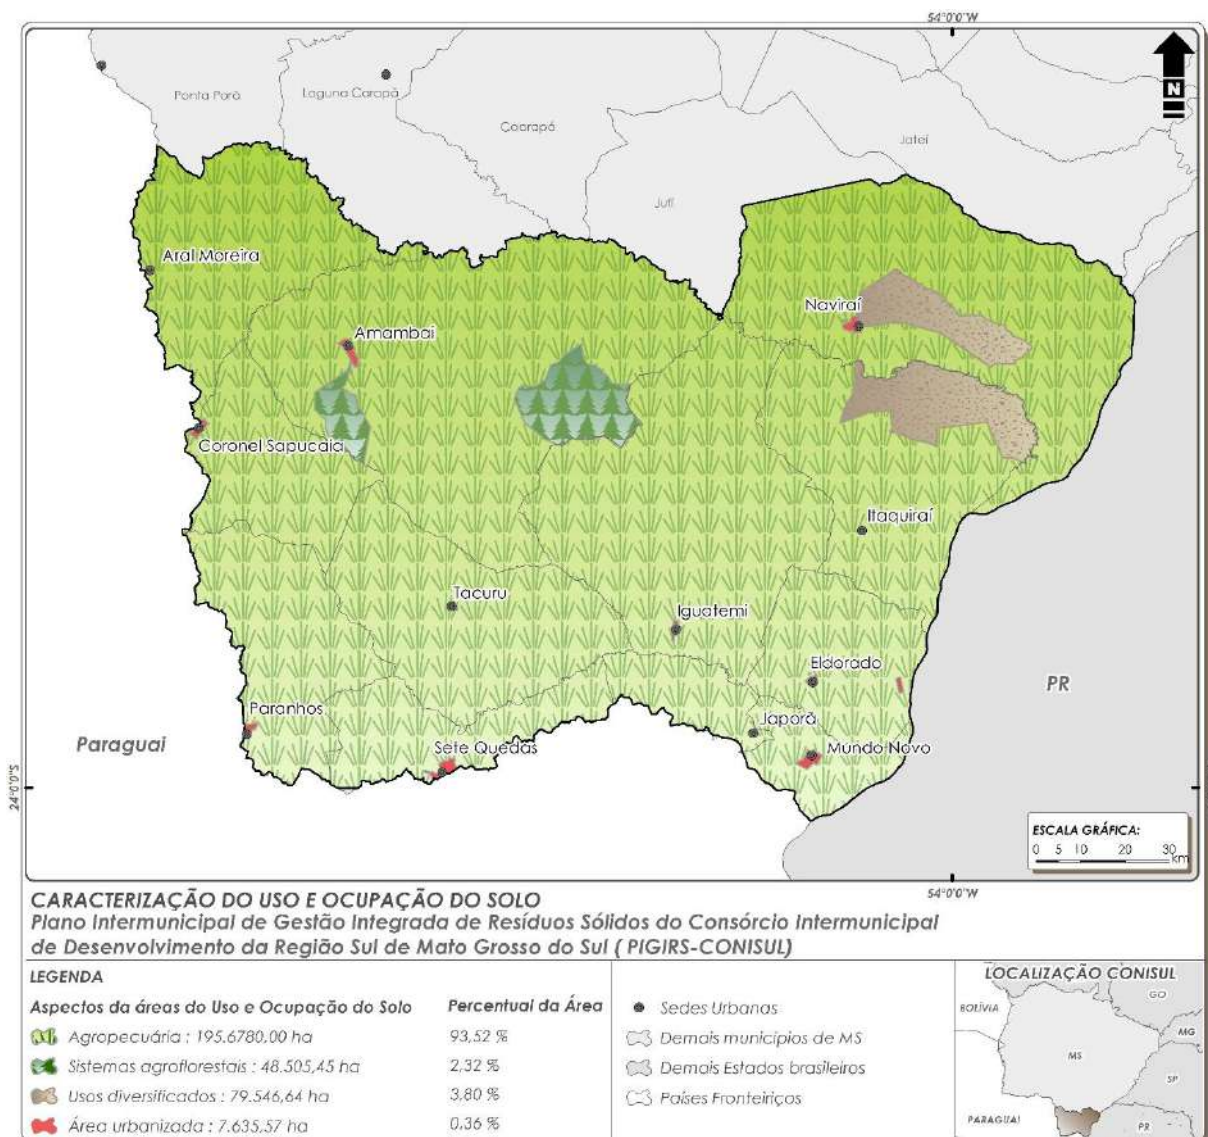 54°0'0"W
Ponta Porã
Laguna Carapã
Caarapó
Jateí
Juti
N
Aral Moreira
Naviraí
Amambai
Coronel Sapucaia
Itaquiraí
Tacuru
Iguatemi
Eldorado
PR
Paranhos
Japorã
Paraguai
Sete Quedas
Mundo Novo
24°0'0"S
ESCALA GRÁFICA:
0 5 10 20 30
km
54°0'0"W
CARACTERIZAÇÃO DO USO E OCUPAÇÃO DO SOLO
Plano Intermunicipal de Gestão Integrada de Resíduos Sólidos do Consórcio Intermunicipal
de Desenvolvimento da Região Sul de Mato Grosso do Sul ( PIGIRS-CONISUL)
LEGENDA
Aspectos da áreas do Uso e Ocupação do Solo Percentual da Área
Agropecuária : 195.6780,00 ha 93,52 %
Sistemas agroflorestais : 48.505,45 ha 2,32 %
Usos diversificados : 79.546,64 ha 3,80 %
Área urbanizada : 7.635,57 ha 0,36 %
Sedes Urbanas
Demais municípios de MS
Demais Estados brasileiros
Países Fronteiriços
LOCALIZAÇÃO CONISUL
BOLÍVIA
GO
MG
MS
SP
PARAGUAI
PR